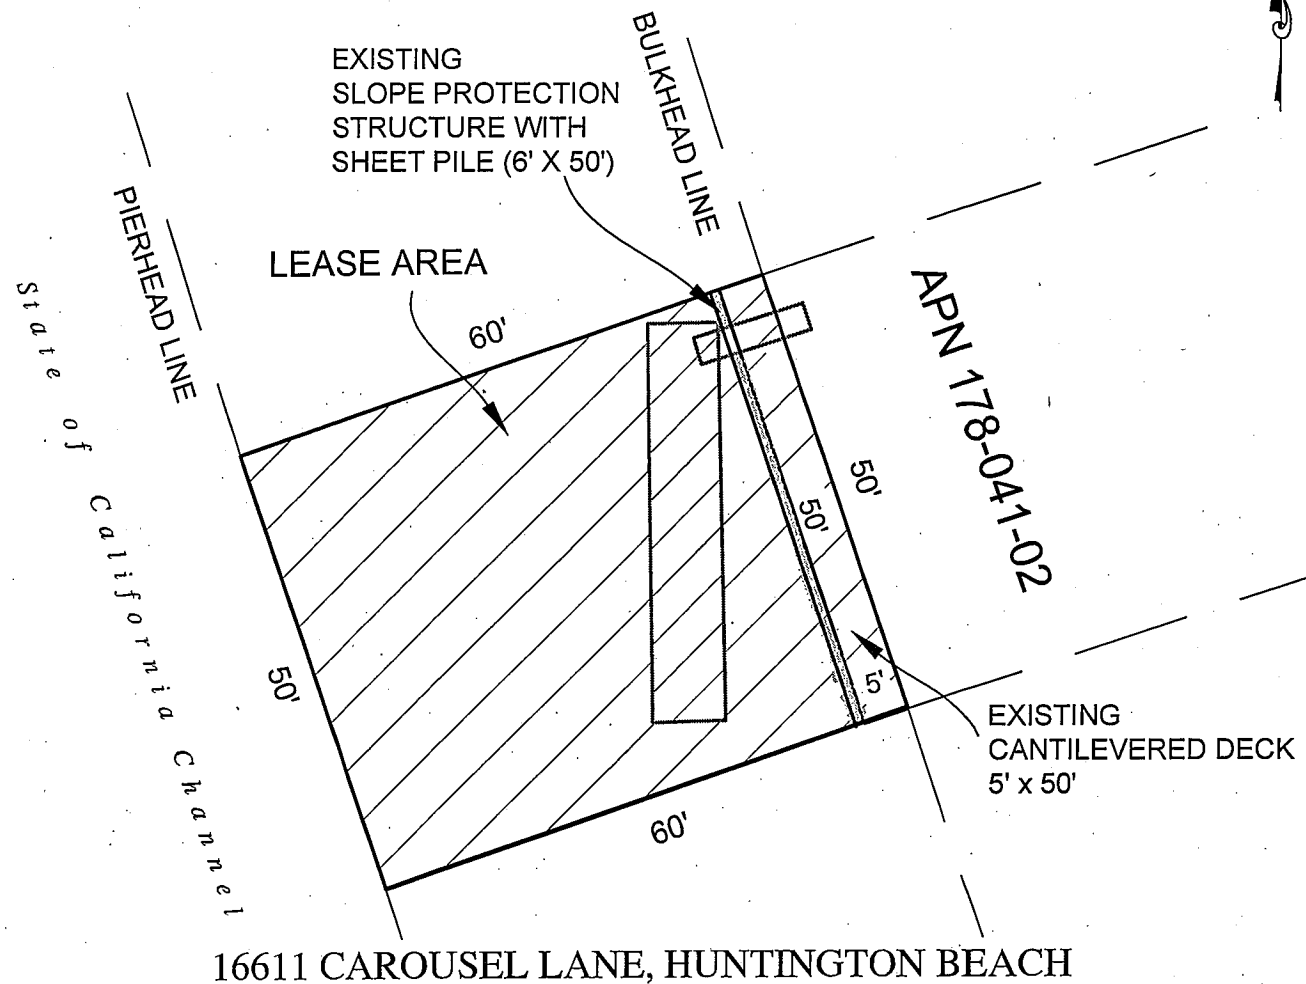 EXISTING
SLOPE PROTECTION
STRUCTURE WITH
SHEET PILE (6' X 50')
BULKHEAD LINE
PIERHEAD LINE
LEASE AREA
60'
State of California Channel
APN 178-041-02
50'
50'
50'
5'
60'
EXISTING
CANTILEVERED DECK
5' x 50'
16611 CAROUSEL LANE, HUNTINGTON BEACH